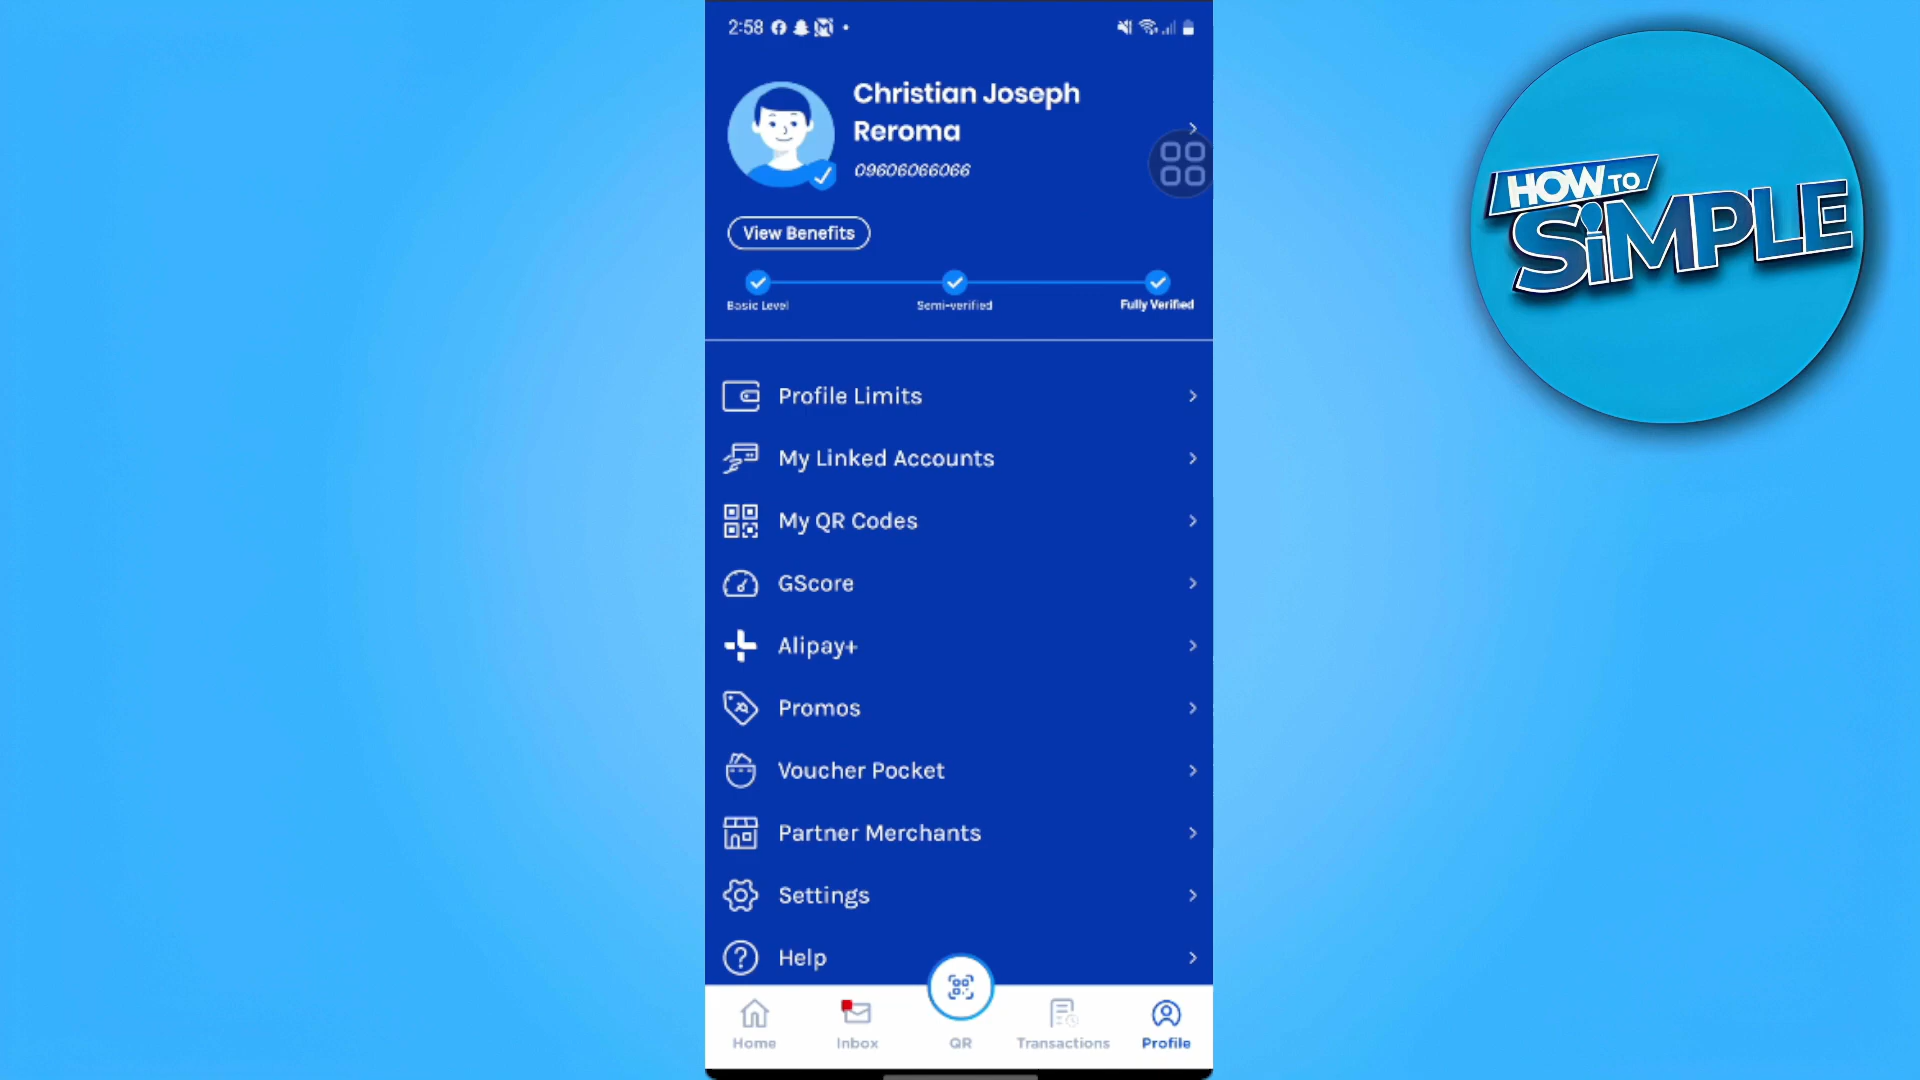 2:58
Christian Joseph
Reroma
09606066066
View Benefits
Basic Level
Semi-verified
Fully Verified
Profile Limits
My Linked Accounts
My QR Codes
GScore
Alipay+
Promos
Voucher Pocket
Partner Merchants
Settings
Help
Home
Inbox
QR
Transactions
Profile
HOW TO
SiMPLE